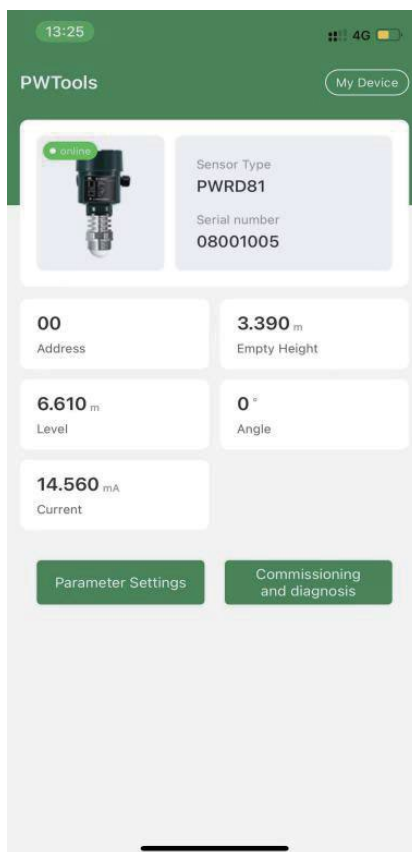 13:25
4G
PWTools
My Device
online
Sensor Type
PWRD81
Serial number
08001005
00
Address
3.390 m
Empty Height
6.610 m
Level
0 °
Angle
14.560 mA
Current
Parameter Settings
Commissioning
and diagnosis